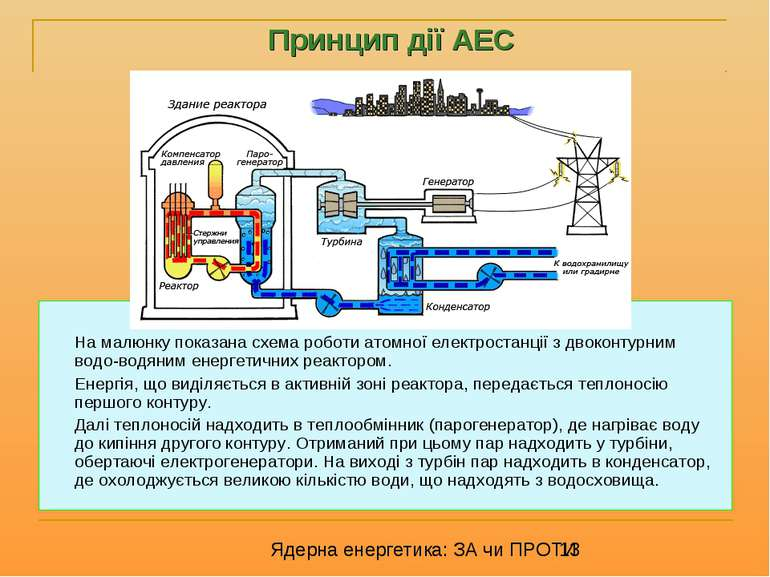 Принцип дії АЕС
Здание реактора
Компенсатор
давления
Паро-
генератор
Генератор
Стержни
управления
Турбина
К водохранилищу
или градирне
Реактор
Конденсатор
На малюнку показана схема роботи атомної електростанції з двоконтурним
водо-водяним енергетичних реактором.
Енергія, що виділяється в активній зоні реактора, передається теплоносію
першого контуру.
Далі теплоносій надходить в теплообмінник (парогенератор), де нагріває воду
до кипіння другого контуру. Отриманий при цьому пар надходить у турбіни,
обертаючі електрогенератори. На виході з турбін пар надходить в конденсатор,
де охолоджується великою кількістю води, що надходять з водосховища.
Ядерна енергетика: ЗА чи ПРОТИ